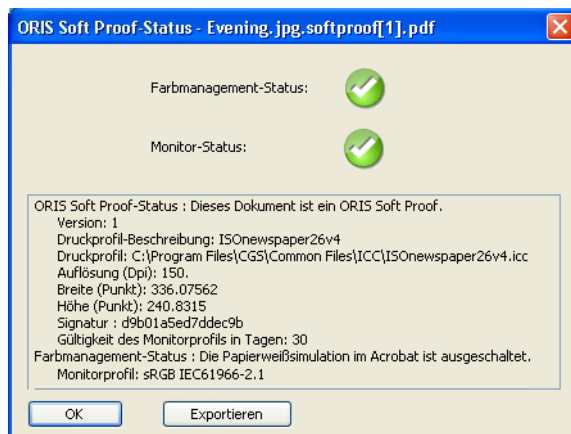 ORIS Soft Proof-Status - Evening.jpg.softproof[1].pdf
Farbmanagement-Status:
Monitor-Status:
ORIS Soft Proof-Status : Dieses Dokument ist ein ORIS Soft Proof.
Version: 1
Druckprofil-Beschreibung: ISOnewspaper26v4
Druckprofil: C:\Program Files\CGS\Common Files\ICC\ISOnewspaper26v4.icc
Auflösung (Dpi): 150.
Breite (Punkt): 336.07562
Höhe (Punkt): 240.8315
Signatur : d9b01a5ed7ddec9b
Gültigkeit des Monitorprofils in Tagen: 30
Farbmanagement-Status : Die Papierweißsimulation im Acrobat ist ausgeschaltet.
Monitorprofil: sRGB IEC61966-2.1
OK Exportieren